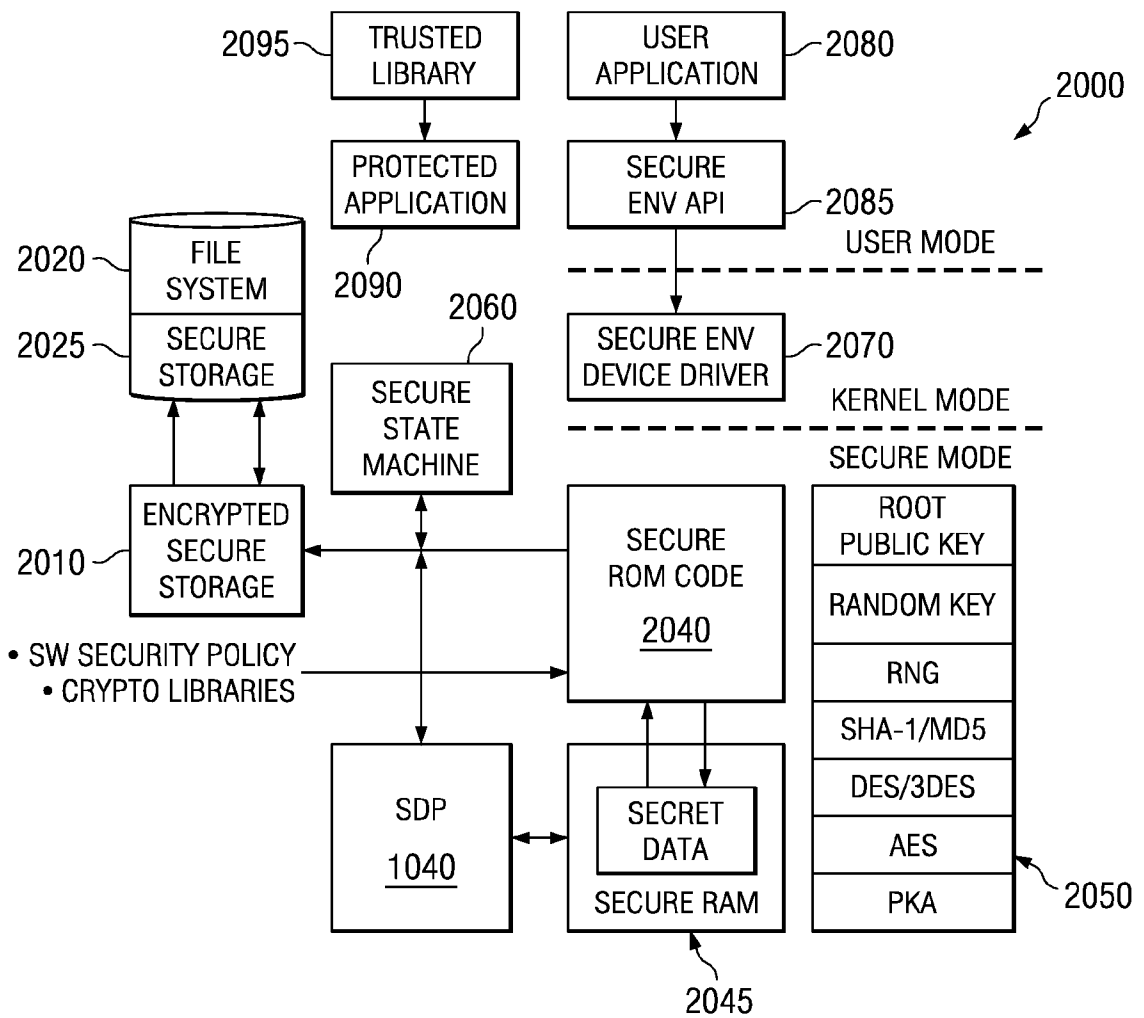 2095
TRUSTED
LIBRARY
USER
APPLICATION
2080
2000
PROTECTED
APPLICATION
2090
SECURE
ENV API
2085
USER MODE
2020
FILE
SYSTEM
2025
SECURE
STORAGE
2060
SECURE
STATE
MACHINE
SECURE ENV
DEVICE DRIVER
2070
KERNEL MODE
SECURE MODE
2010
ENCRYPTED
SECURE
STORAGE
SECURE
ROM CODE
2040
• SW SECURITY POLICY
• CRYPTO LIBRARIES
SDP
1040
SECRET
DATA
SECURE RAM
2045
ROOT
PUBLIC KEY
RANDOM KEY
RNG
SHA-1/MD5
DES/3DES
AES
PKA
2050